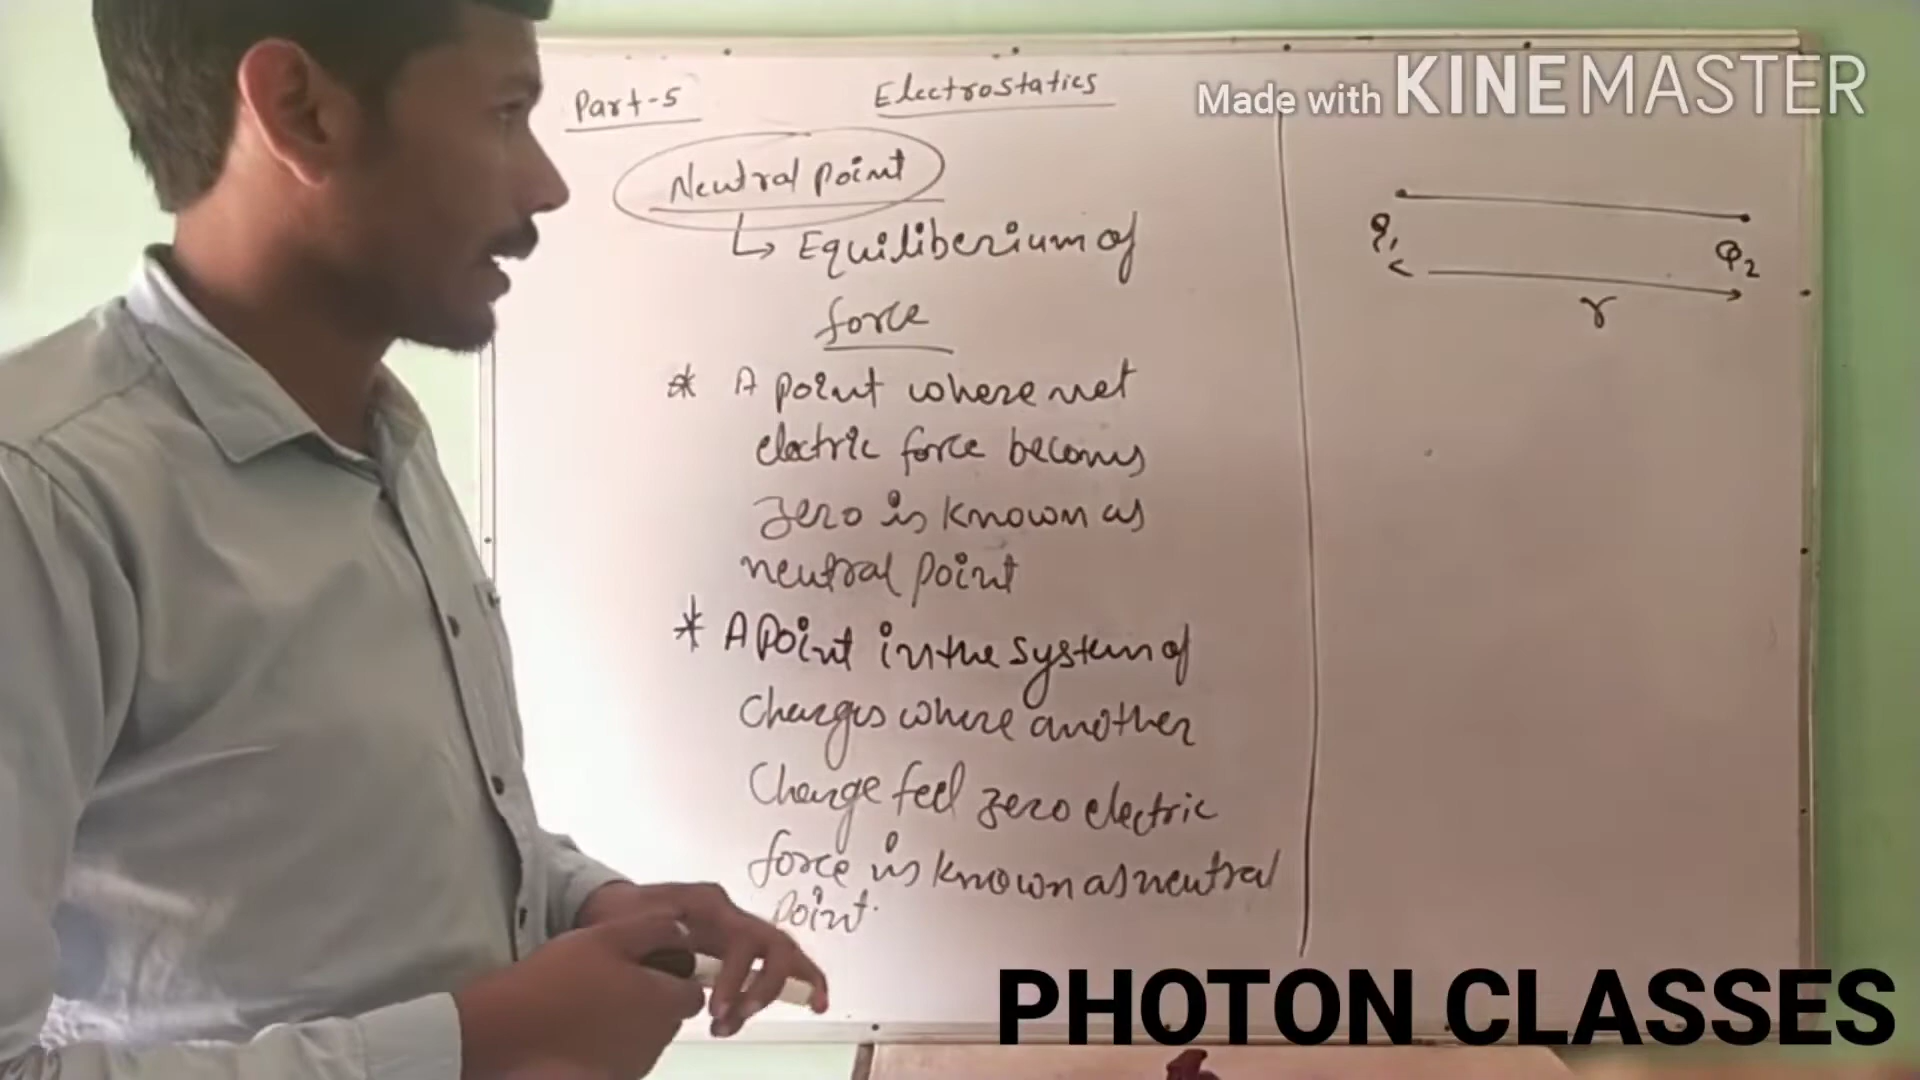 Part-5
Electrostatics
Made with KINEMASTER
Neutral point
↳ Equiliberium of
force
* A point where net
electric force becomes
zero is known as
neutral point
* A point in the system of
charges where another
charge feel zero electric
force is known as neutral
point.
q₁
Q₂
r
PHOTON CLASSES